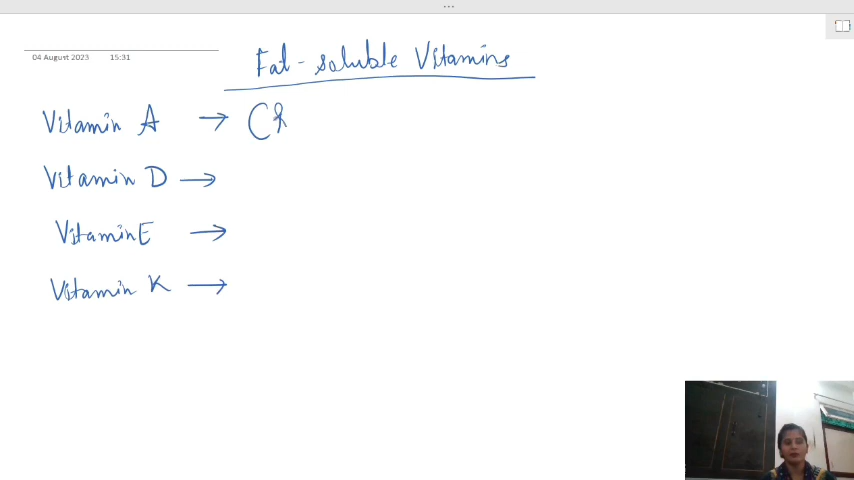 04 August 2023 15:31
Fat-soluble Vitamins
Vitamin A →
Vitamin D →
Vitamin E →
Vitamin K →